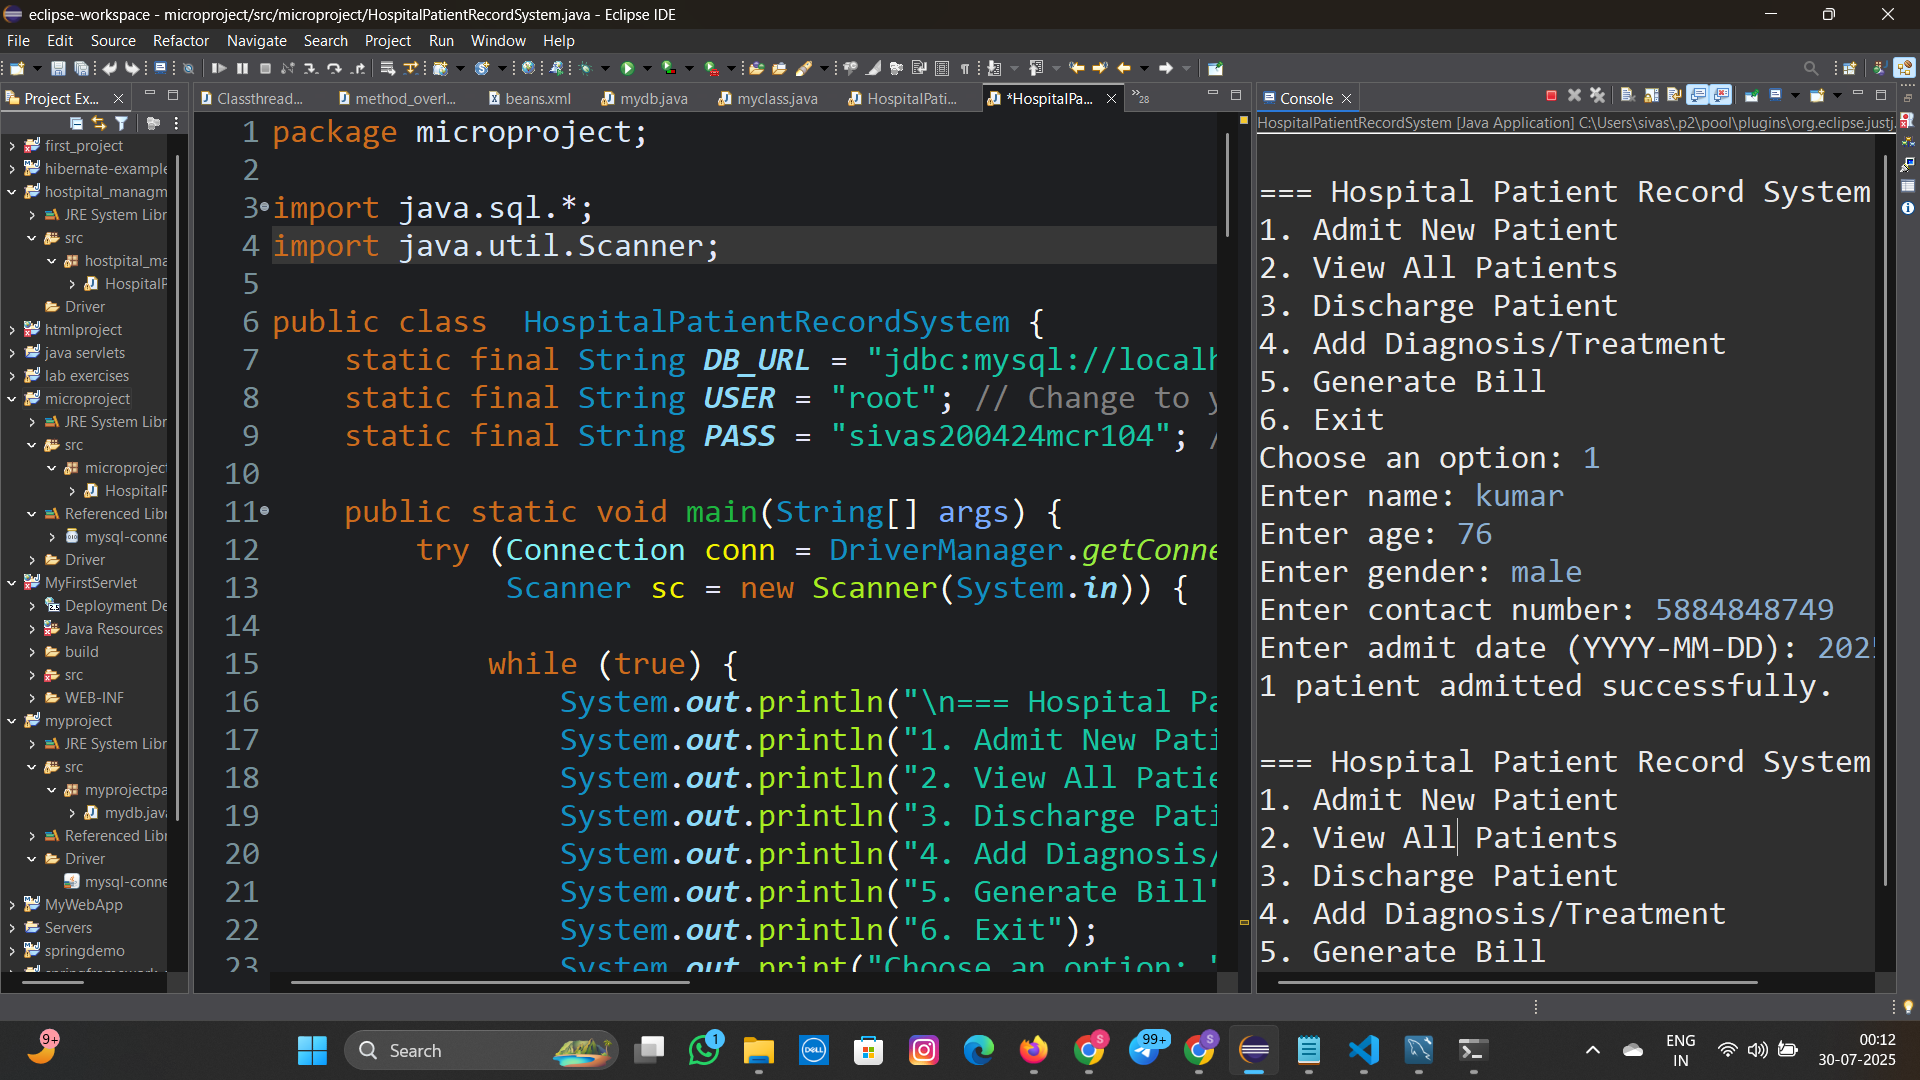 eclipse-workspace - microproject/src/microproject/HospitalPatientRecordSystem.java - Eclipse IDE
File Edit Source Refactor Navigate Search Project Run Window Help
Project Ex...
Classthread...
method_overl...
beans.xml
mydb.java
myclass.java
HospitalPati...
*HospitalPa...
»28
Console
HospitalPatientRecordSystem [Java Application] C:\Users\sivas\.p2\pool\plugins\org.eclipse.justj.
first_project
hibernate-example
hostpital_managm
JRE System Libr
src
hostpital_ma
HospitalP
Driver
htmlproject
java servlets
lab exercises
microproject
JRE System Libr
src
microproject
HospitalP
Referenced Libr
mysql-conne
Driver
MyFirstServlet
Deployment De
Java Resources
build
src
WEB-INF
myproject
JRE System Libr
src
myprojectpa
mydb.java
Referenced Libr
Driver
mysql-conne
MyWebApp
Servers
springdemo
1 package microproject;
2
3 import java.sql.*;
4 import java.util.Scanner;
5
6 public class  HospitalPatientRecordSystem {
7     static final String DB_URL = "jdbc:mysql://localh
8     static final String USER = "root"; // Change to y
9     static final String PASS = "sivas200424mcr104"; /
10
11     public static void main(String[] args) {
12         try (Connection conn = DriverManager.getConne
13              Scanner sc = new Scanner(System.in)) {
14
15             while (true) {
16                 System.out.println("\n=== Hospital Pa
17                 System.out.println("1. Admit New Pati
18                 System.out.println("2. View All Patie
19                 System.out.println("3. Discharge Pati
20                 System.out.println("4. Add Diagnosis/
21                 System.out.println("5. Generate Bill"
22                 System.out.println("6. Exit");
23                 System.out.print("Choose an option: "
=== Hospital Patient Record System
1. Admit New Patient
2. View All Patients
3. Discharge Patient
4. Add Diagnosis/Treatment
5. Generate Bill
6. Exit
Choose an option: 1
Enter name: kumar
Enter age: 76
Enter gender: male
Enter contact number: 5884848749
Enter admit date (YYYY-MM-DD): 202
1 patient admitted successfully.
=== Hospital Patient Record System
1. Admit New Patient
2. View All Patients
3. Discharge Patient
4. Add Diagnosis/Treatment
5. Generate Bill
9+
Search
1
DELL
S
99+
S
ENG
IN
00:12
30-07-2025